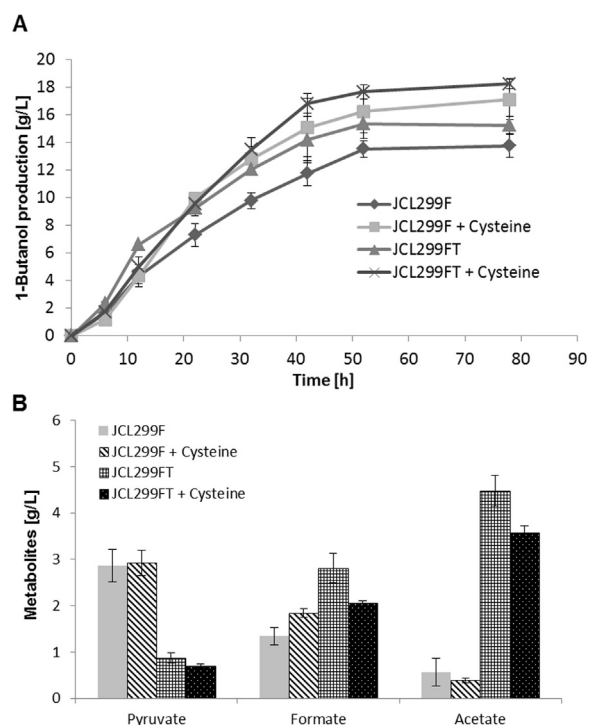 A
1-Butanol production [g/L]
20
18
16
14
12
10
8
6
4
2
0
JCL299F
JCL299F + Cysteine
JCL299FT
JCL299FT + Cysteine
0 10 20 30 40 50 60 70 80 90
Time [h]
B
Metabolites [g/L]
6
5
4
3
2
1
0
JCL299F
JCL299F + Cysteine
JCL299FT
JCL299FT + Cysteine
Pyruvate Formate Acetate